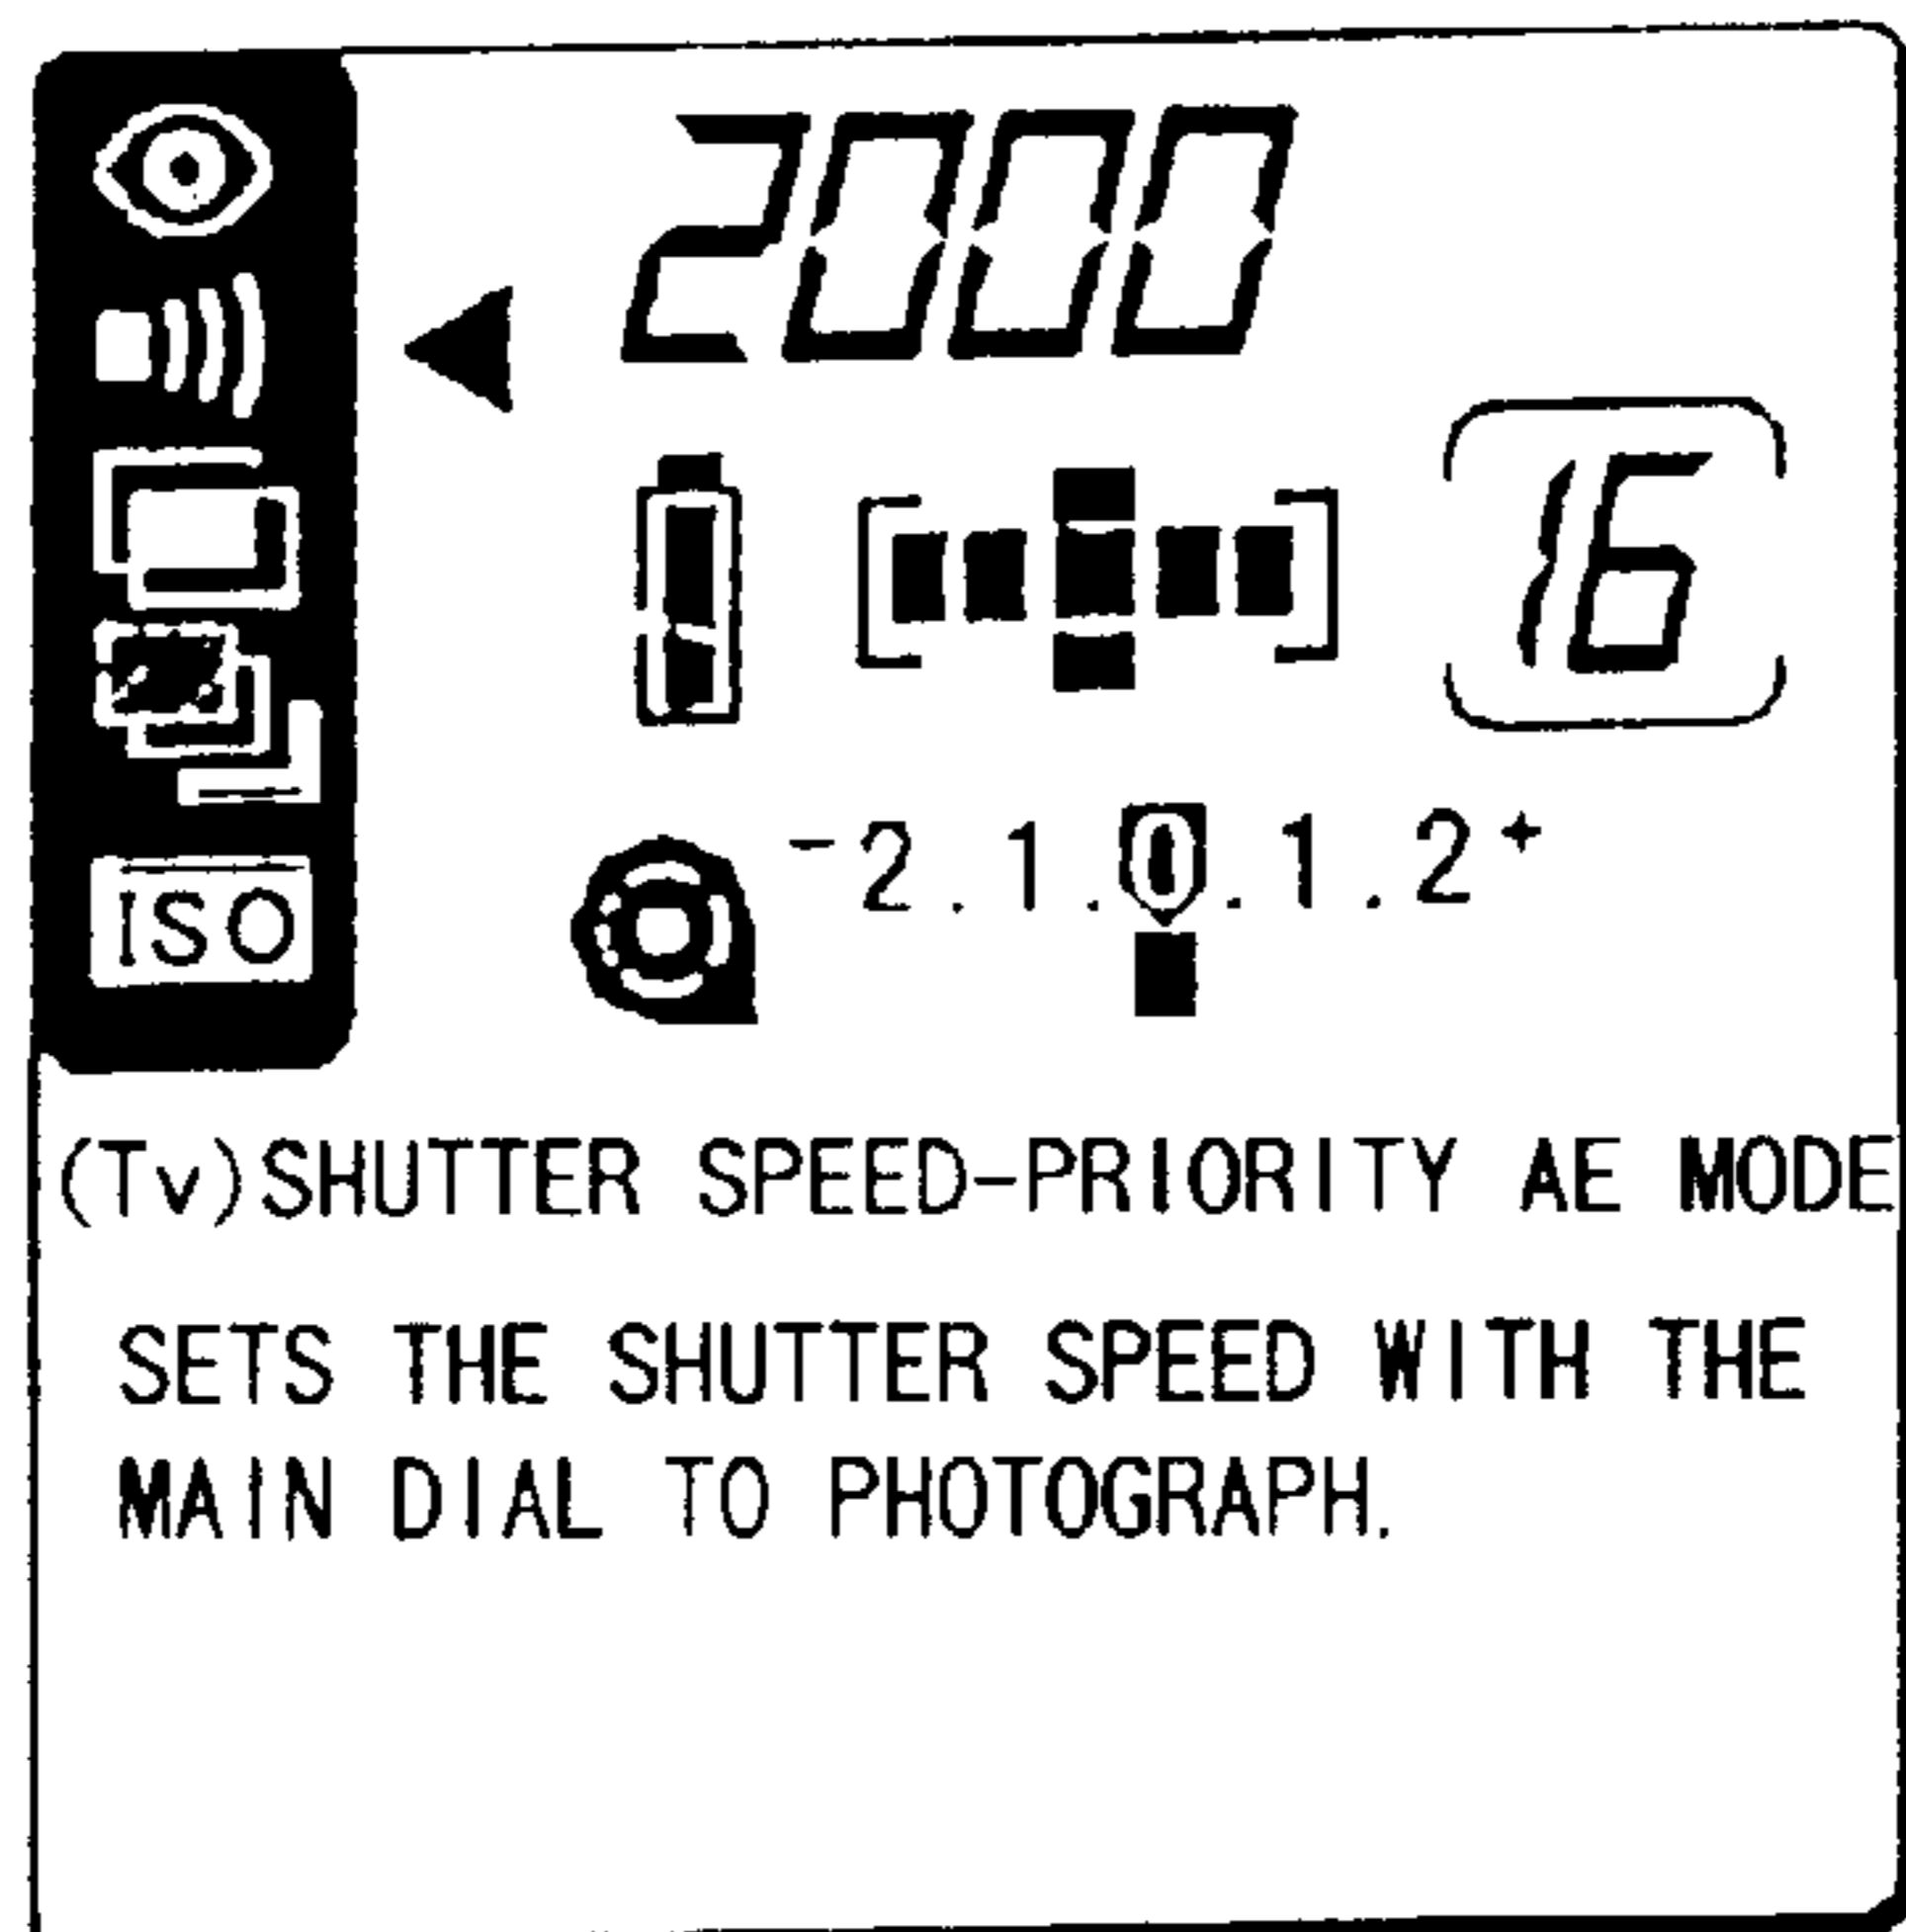 2000
16
-2.1.0.1.2+
ISO
(Tv)SHUTTER SPEED-PRIORITY AE MODE
SETS THE SHUTTER SPEED WITH THE
MAIN DIAL TO PHOTOGRAPH.